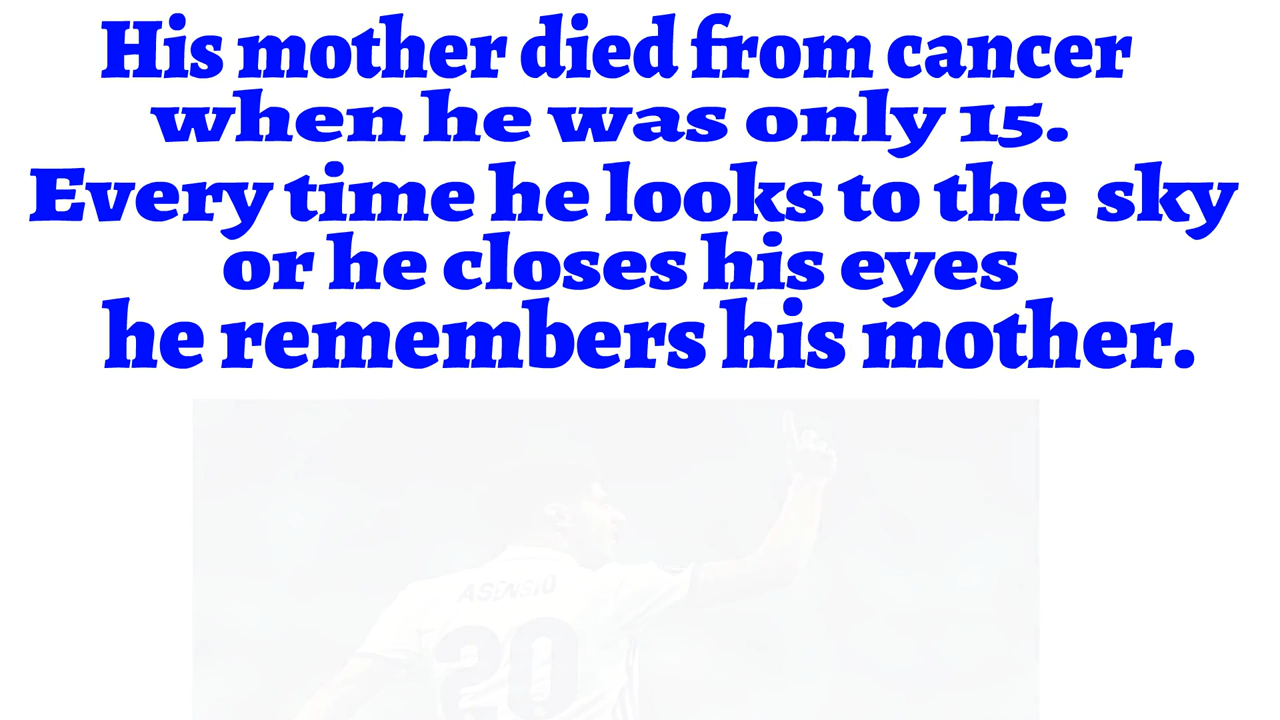 His mother died from cancer
when he was only 15.
Every time he looks to the sky
or he closes his eyes
he remembers his mother.
ASENSIO
20